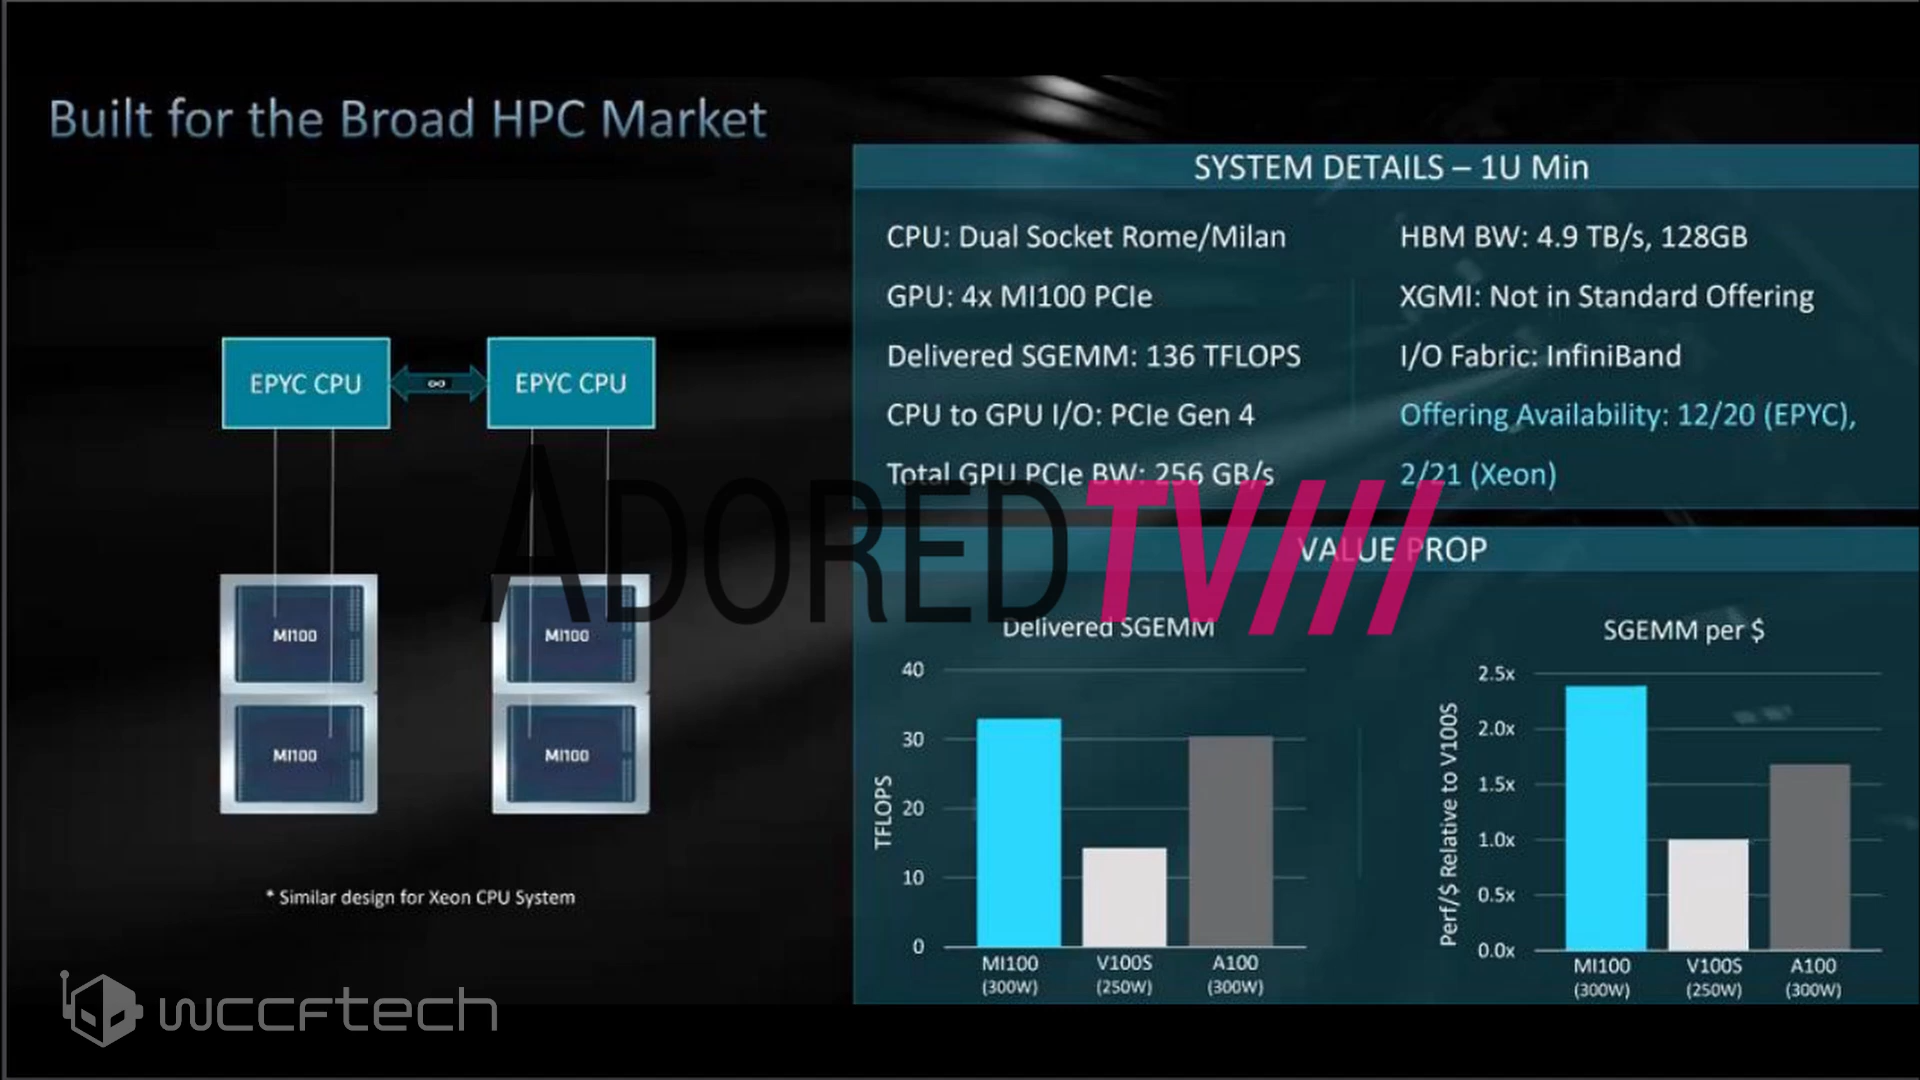 Built for the Broad HPC Market
EPYC CPU
∞
EPYC CPU
MI100
MI100
MI100
MI100
* Similar design for Xeon CPU System
SYSTEM DETAILS – 1U Min
CPU: Dual Socket Rome/Milan
GPU: 4x MI100 PCIe
Delivered SGEMM: 136 TFLOPS
CPU to GPU I/O: PCIe Gen 4
Total GPU PCIe BW: 256 GB/s
HBM BW: 4.9 TB/s, 128GB
XGMI: Not in Standard Offering
I/O Fabric: InfiniBand
Offering Availability: 12/20 (EPYC),
2/21 (Xeon)
ADOREDTV///
VALUE PROP
Delivered SGEMM
TFLOPS
40
30
20
10
0
MI100
(300W)
V100S
(250W)
A100
(300W)
SGEMM per $
Perf/$ Relative to V100S
2.5x
2.0x
1.5x
1.0x
0.5x
0.0x
MI100
(300W)
V100S
(250W)
A100
(300W)
wccftech